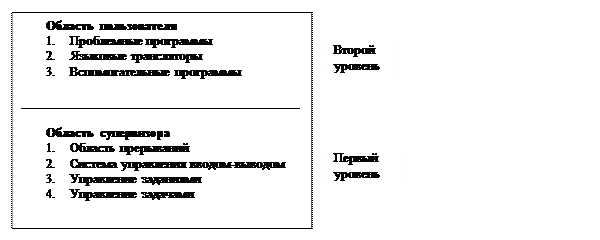 Область пользователя
1. Проблемные программы
2. Языковые трансляторы
3. Вспомогательные программы
Второй
уровень
Область супервизора
1. Область прерываний
2. Система управления вводом-выводом
3. Управление заданиями
4. Управление задачами
Первый
уровень